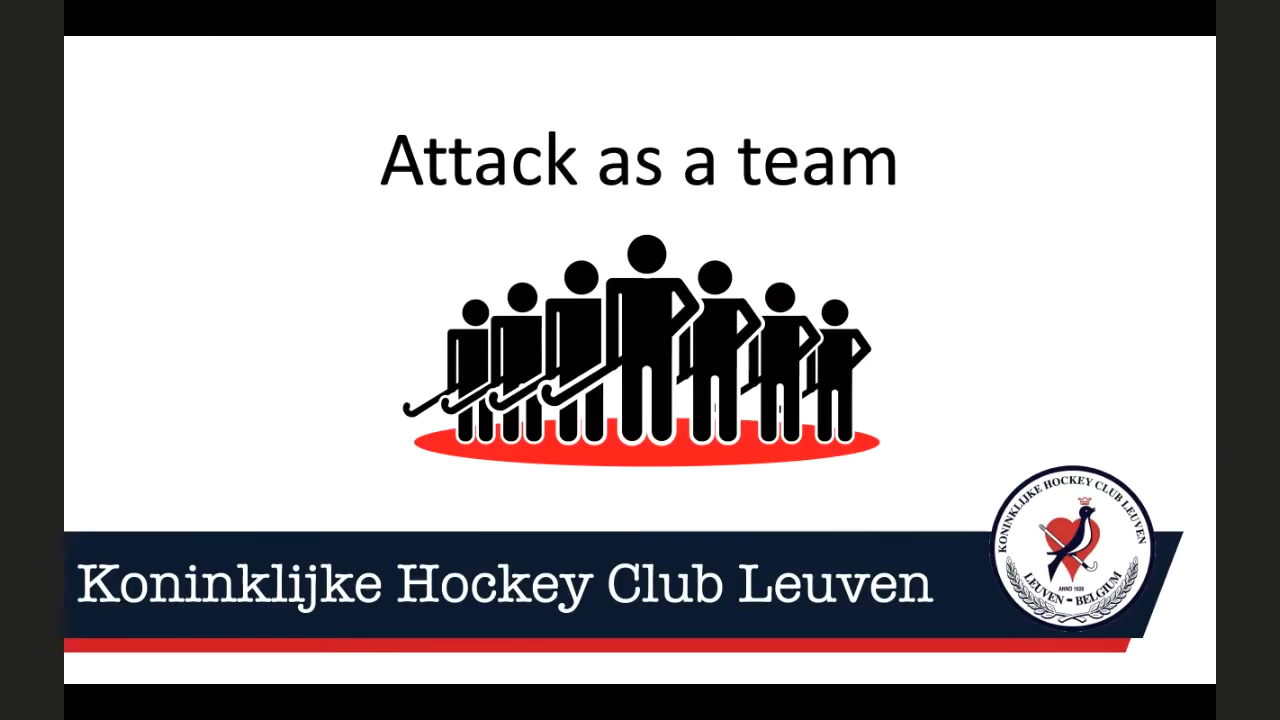 Attack as a team
KONINKLIJKE HOCKEY CLUB LEUVEN
LEUVEN - BELGIUM
Koninklijke Hockey Club Leuven